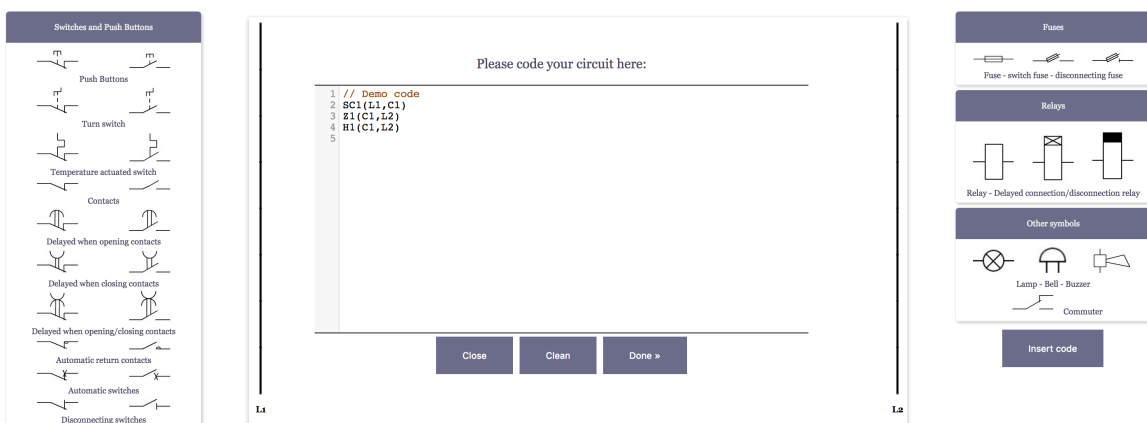 Switches and Push Buttons
Push Buttons
Turn switch
Temperature actuated switch
Contacts
Delayed when opening contacts
Delayed when closing contacts
Delayed when opening/closing contacts
Automatic return contacts
Automatic switches
Disconnecting switches
Please code your circuit here:
1 // Demo code
2 SC1(L1,C1)
3 Z1(C1,L2)
4 H1(C1,L2)
5
Close Clean Done »
L1 L2
Fuses
Fuse - switch fuse - disconnecting fuse
Relays
Relay - Delayed connection/disconnection relay
Other symbols
Lamp - Bell - Buzzer
Commuter
Insert code